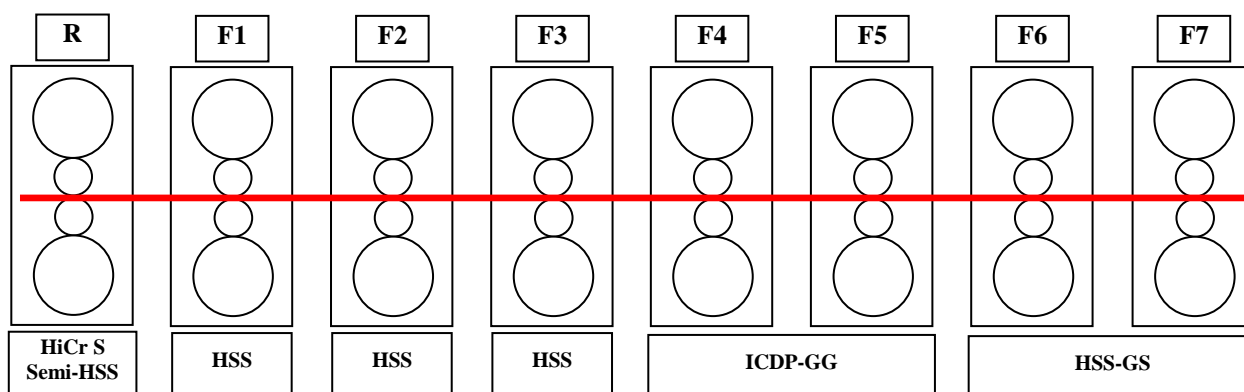 R F1 F2 F3 F4 F5 F6 F7
HiCr S
Semi-HSS
HSS HSS HSS ICDP-GG HSS-GS